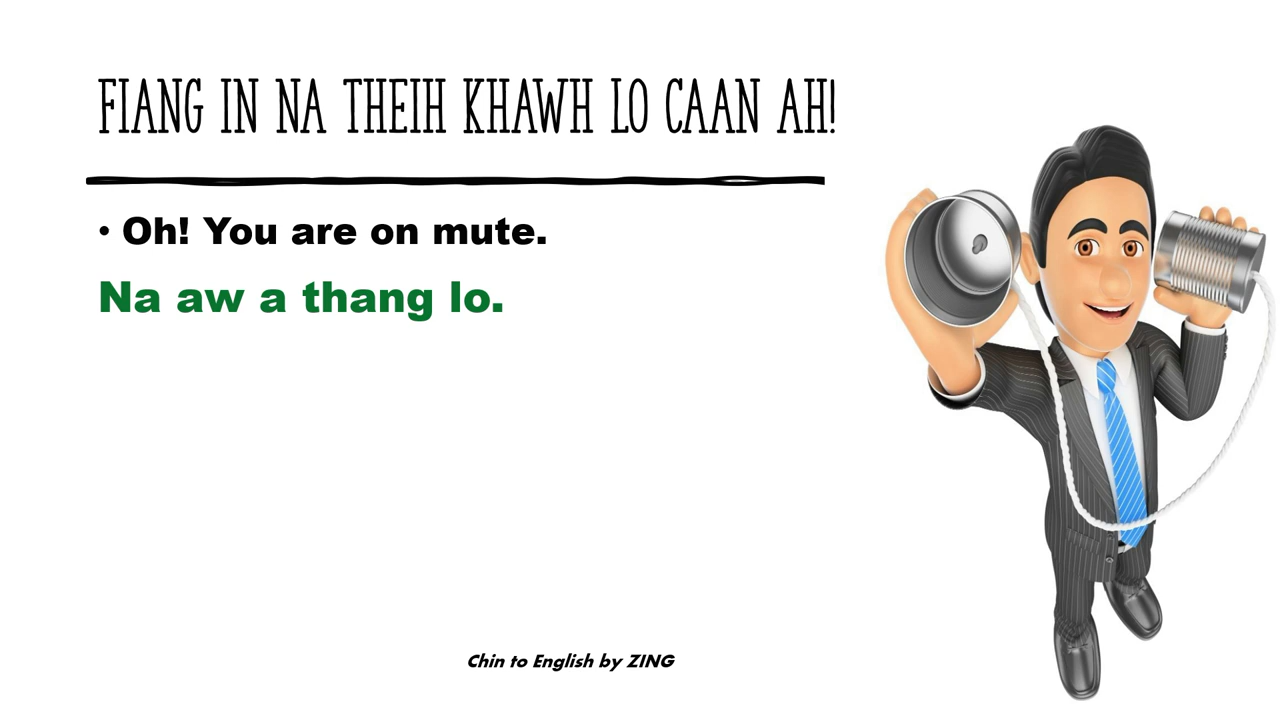 FIANG IN NA THEIH KHAWH LO CAAN AH!
• Oh! You are on mute.
Na aw a thang lo.
Chin to English by ZING